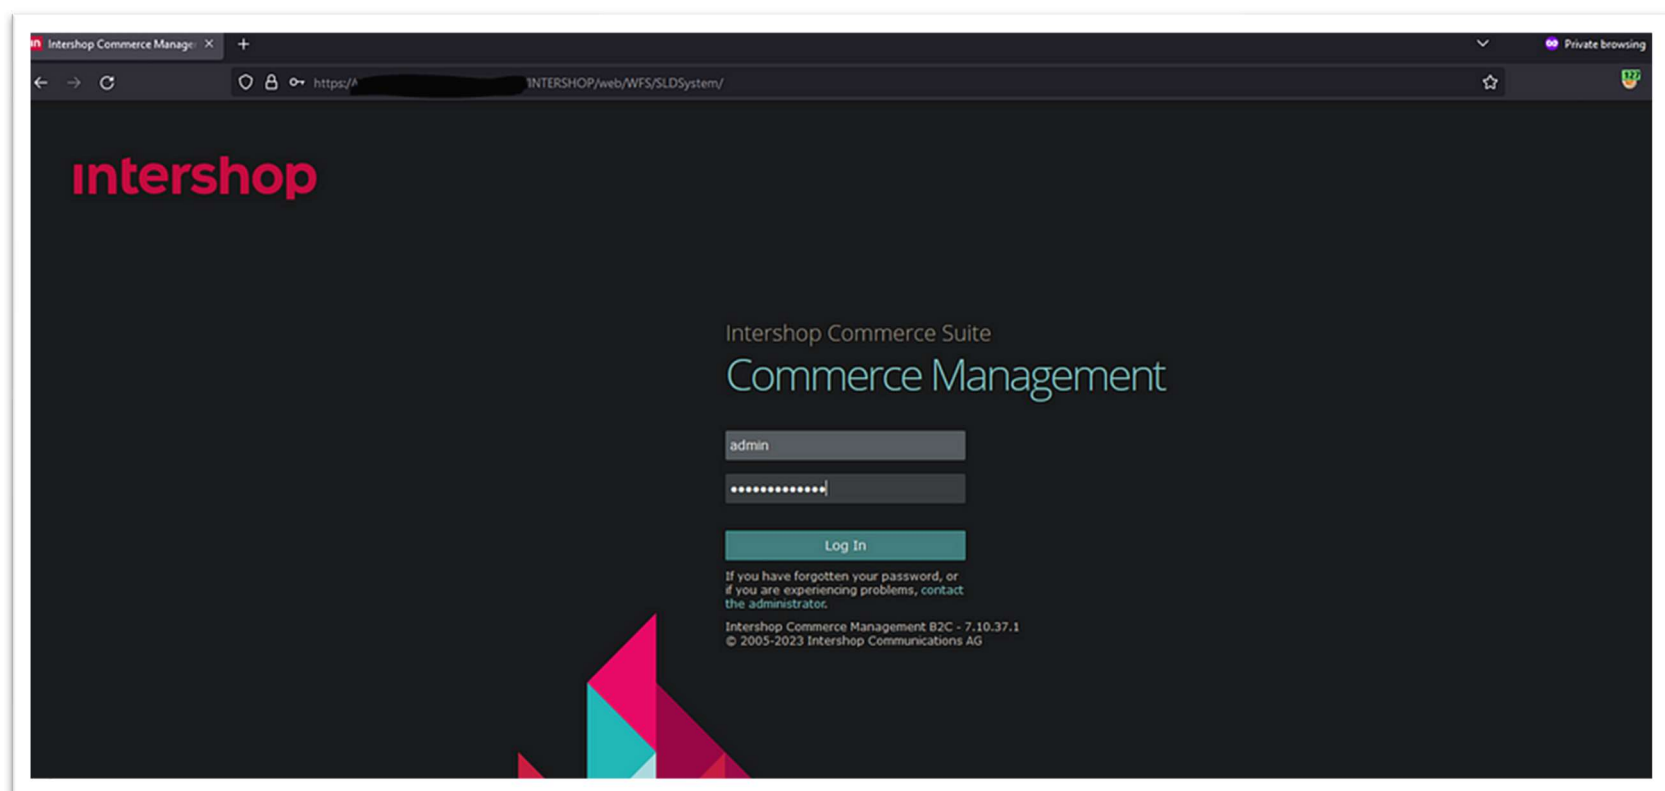 Intershop Commerce Manage
Private browsing
https:/
INTERSHOP/web/WFS/SLDSystem/
127
intershop
Intershop Commerce Suite
Commerce Management
admin
•••••••••••••
Log In
If you have forgotten your password, or
if you are experiencing problems, contact
the administrator.
Intershop Commerce Management B2C - 7.10.37.1
© 2005-2023 Intershop Communications AG